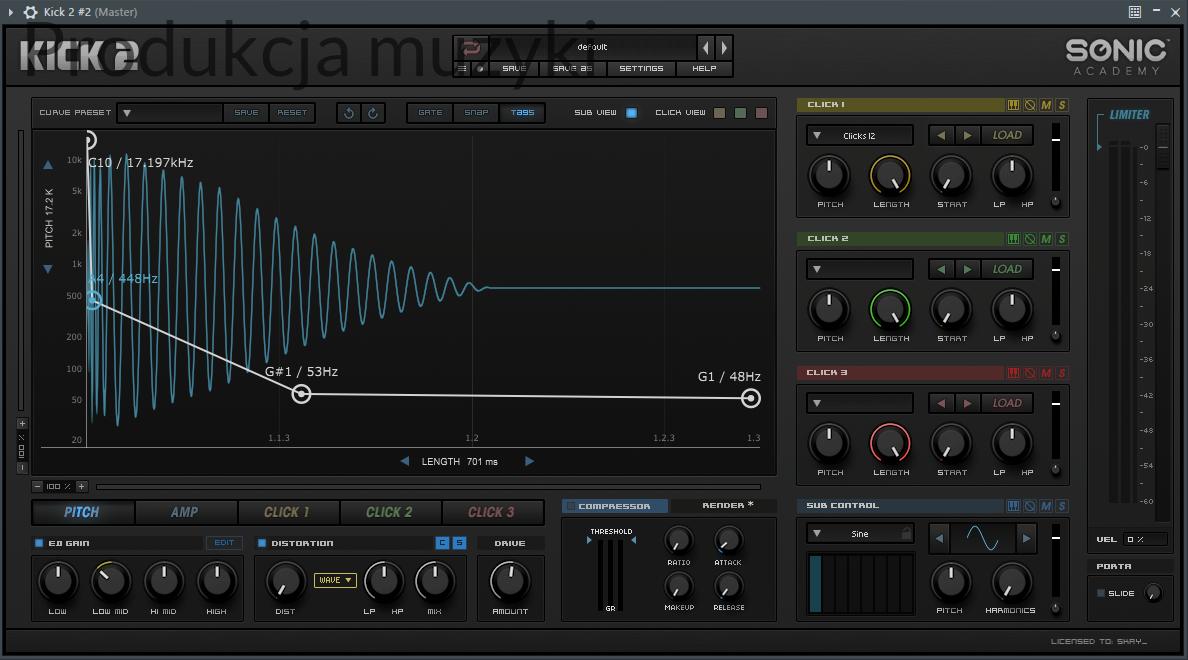 Kick 2 #2 (Master)
Produkcja muzyki
KICK 2
default
SAVE SAVE AS SETTINGS HELP
SONIC
ACADEMY
CURVE PRESET SAVE RESET GATE SNAP TAGS SUB VIEW CLICK VIEW
C10 / 17.197kHz
A4 / 448Hz
G#1 / 53Hz
G1 / 48Hz
PITCH 17.2 K
10k
5k
2k
1k
500
200
100
50
20
1.1.3 1.2 1.2.3 1.3
LENGTH 701 ms
100 %
100 %
PITCH AMP CLICK 1 CLICK 2 CLICK 3
EQ GAIN EDIT
LOW LOW MID HI MID HIGH
DISTORTION C S
WAVE
DIST LP HP MIX
DRIVE
AMOUNT
COMPRESSOR RENDER *
THRESHOLD
GR
RATIO ATTACK
MAKEUP RELEASE
CLICK 1 M S
Clicks 12 LOAD
PITCH LENGTH START LP HP
CLICK 2 M S
LOAD
PITCH LENGTH START LP HP
CLICK 3 M S
LOAD
PITCH LENGTH START LP HP
SUB CONTROL M S
Sine
PITCH HARMONICS
LIMITER
-0
-6
-12
-18
-24
-30
-36
-42
-48
-54
-60
VEL 0 %
PORTA
SLIDE
LICENSED TO: SKAY_